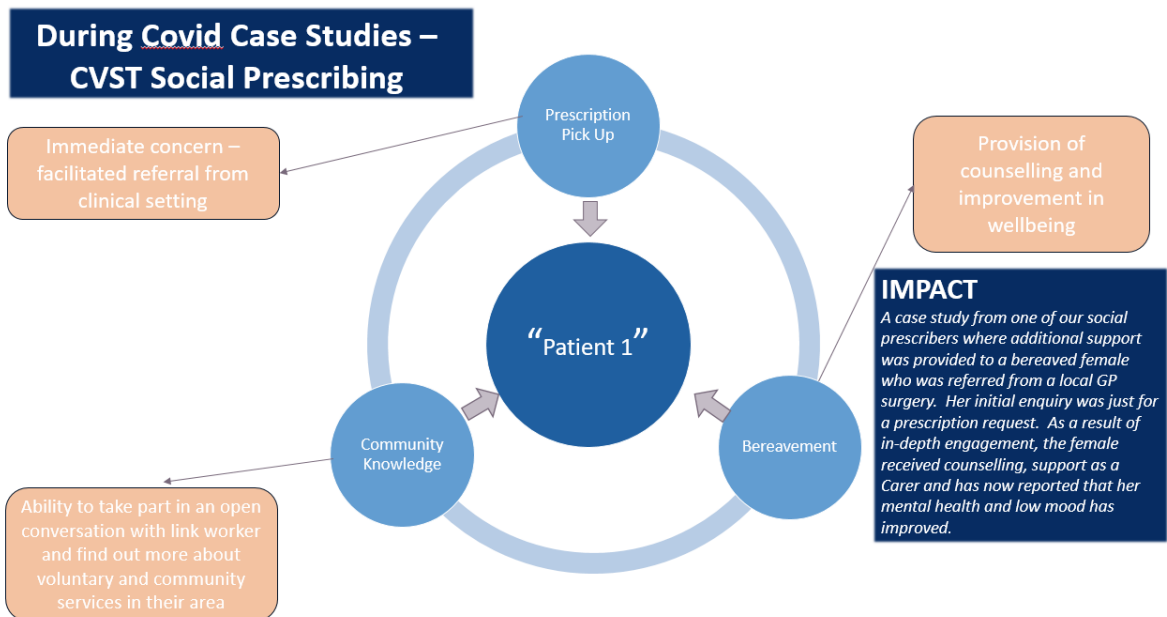 During Covid Case Studies –
CVST Social Prescribing
Prescription
Pick Up
Immediate concern –
facilitated referral from
clinical setting
Provision of
counselling and
improvement in
wellbeing
“Patient 1”
IMPACT
A case study from one of our social
prescribers where additional support
was provided to a bereaved female
who was referred from a local GP
surgery.  Her initial enquiry was just for
a prescription request.  As a result of
in-depth engagement, the female
received counselling, support as a
Carer and has now reported that her
mental health and low mood has
improved.
Community
Knowledge
Bereavement
Ability to take part in an open
conversation with link worker
and find out more about
voluntary and community
services in their area